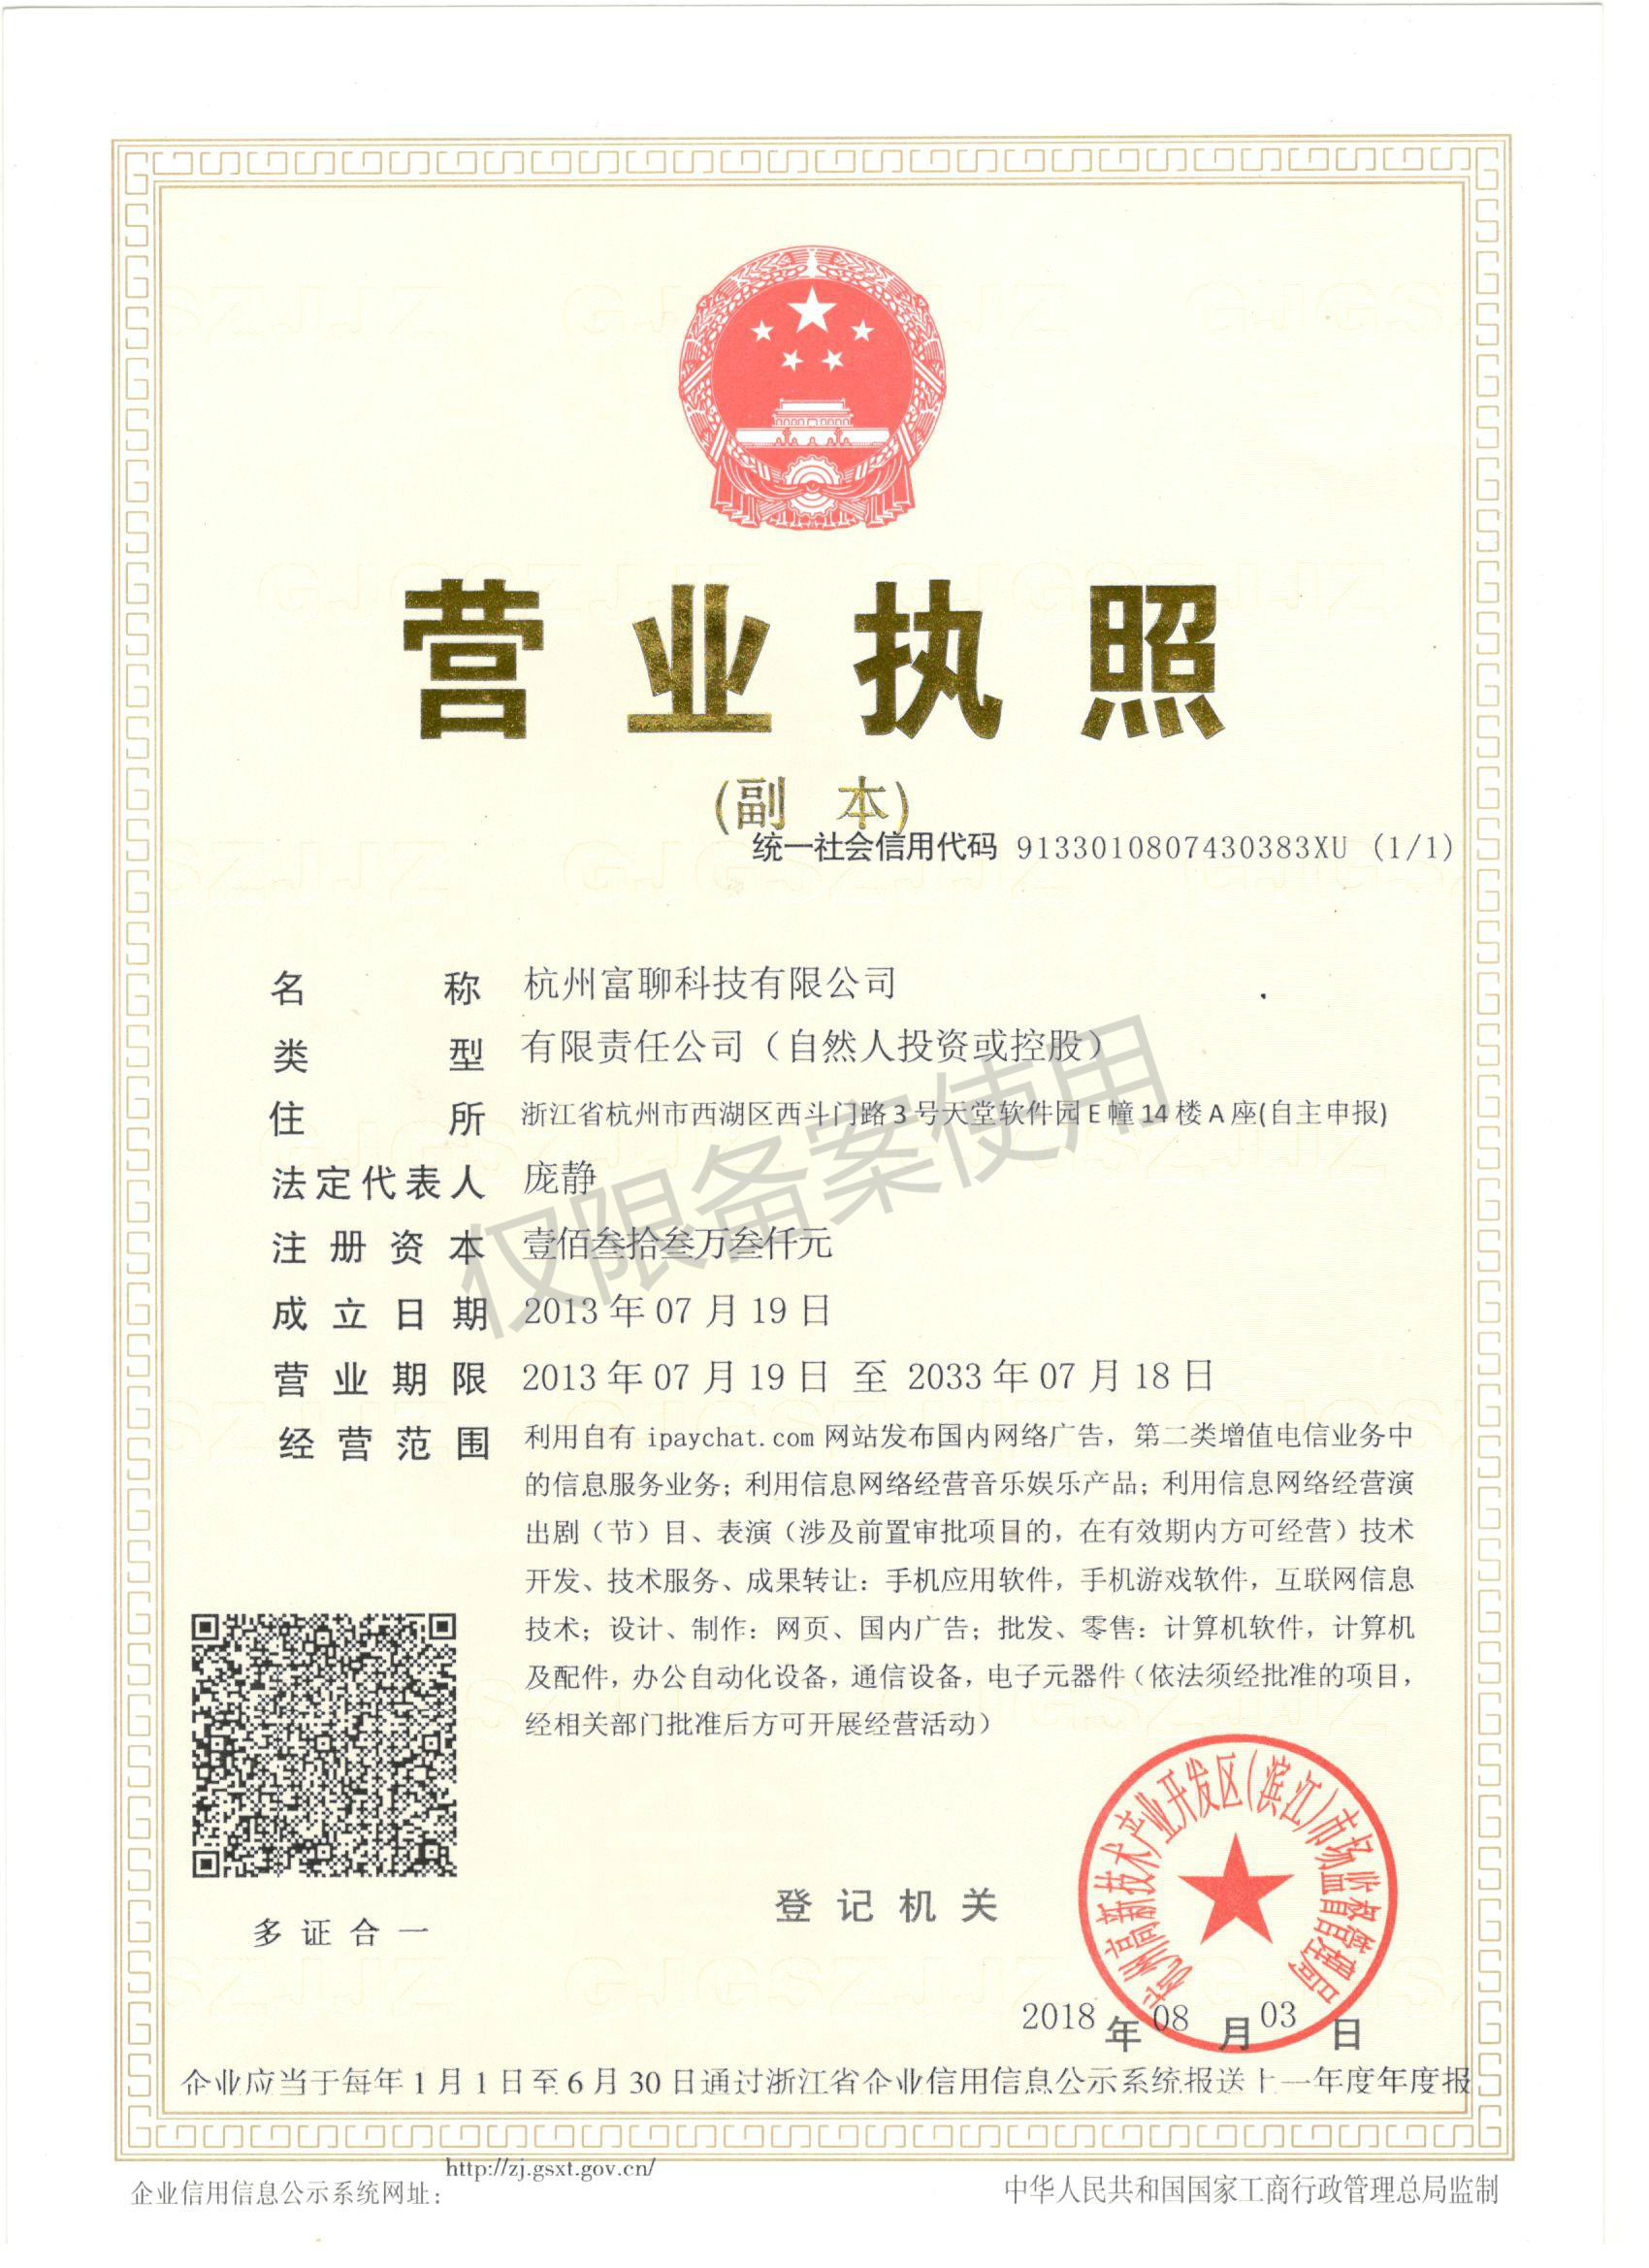 营业执照
(副 本)
统一社会信用代码 9133010807430383XU (1/1)
名 称 杭州富聊科技有限公司
类 型 有限责任公司（自然人投资或控股）
住 所 浙江省杭州市西湖区西斗门路3号天堂软件园E幢14楼A座(自主申报)
法定代表人 庞静
注册资本 壹佰叁拾叁万叁仟元
成立日期 2013年07月19日
营业期限 2013年07月19日 至 2033年07月18日
经营范围 利用自有ipaychat.com网站发布国内网络广告，第二类增值电信业务中
的信息服务业务；利用信息网络经营音乐娱乐产品；利用信息网络经营演
出剧（节）目、表演（涉及前置审批项目的，在有效期内方可经营）技术
开发、技术服务、成果转让：手机应用软件，手机游戏软件，互联网信息
技术；设计、制作：网页、国内广告；批发、零售：计算机软件，计算机
及配件，办公自动化设备，通信设备，电子元器件（依法须经批准的项目，
经相关部门批准后方可开展经营活动）
仅限备案使用
多证合一
登记机关
杭州高新技术产业开发区(滨江)市场监督管理局
2018年08月03日
企业应当于每年1月1日至6月30日通过浙江省企业信用信息公示系统报送上一年度年度报
http://zj.gsxt.gov.cn/
企业信用信息公示系统网址：
中华人民共和国国家工商行政管理总局监制